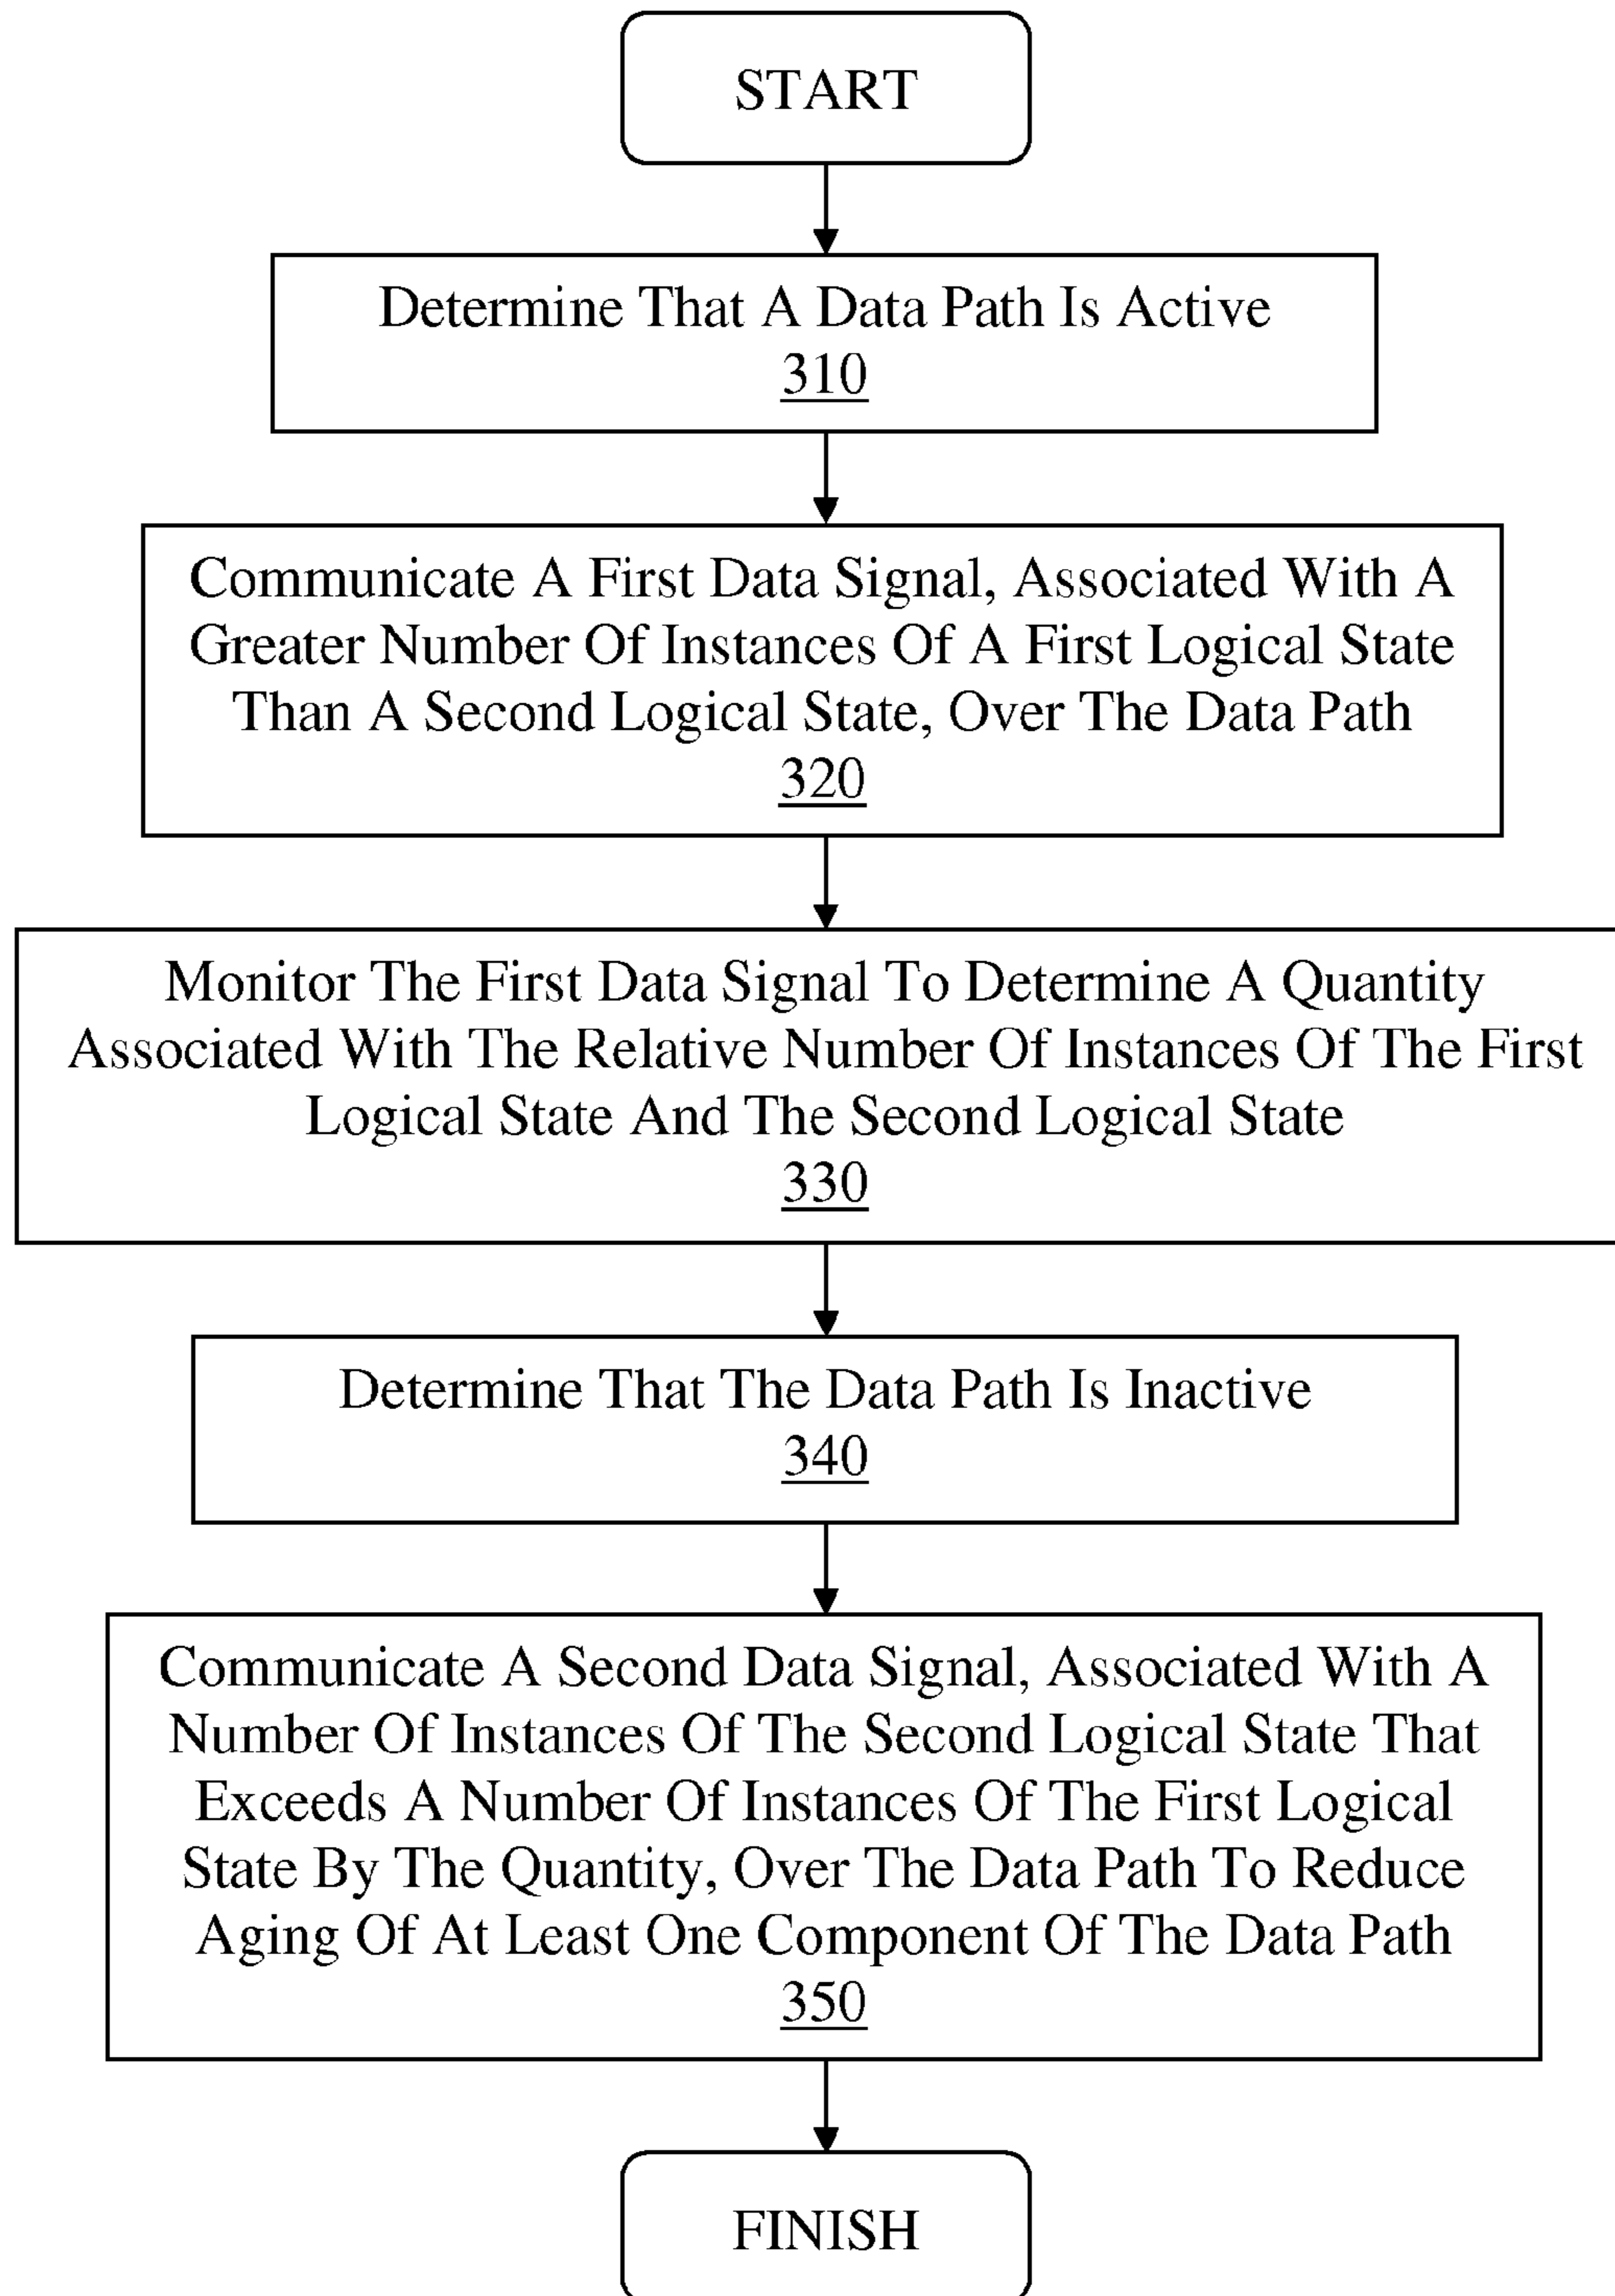 START
Determine That A Data Path Is Active
310
Communicate A First Data Signal, Associated With A
Greater Number Of Instances Of A First Logical State
Than A Second Logical State, Over The Data Path
320
Monitor The First Data Signal To Determine A Quantity
Associated With The Relative Number Of Instances Of The First
Logical State And The Second Logical State
330
Determine That The Data Path Is Inactive
340
Communicate A Second Data Signal, Associated With A
Number Of Instances Of The Second Logical State That
Exceeds A Number Of Instances Of The First Logical
State By The Quantity, Over The Data Path To Reduce
Aging Of At Least One Component Of The Data Path
350
FINISH